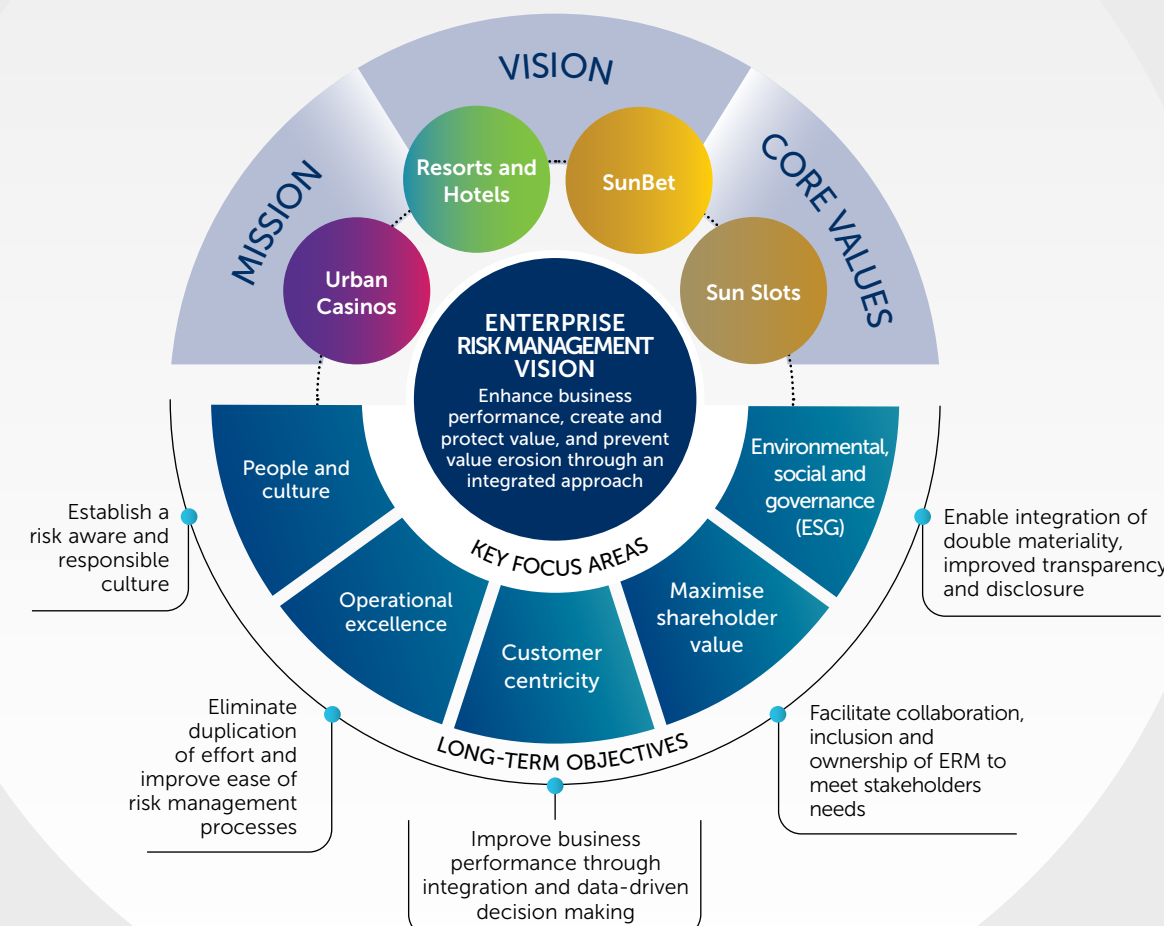 VISION
MISSION
CORE VALUES
Resorts and
Hotels
SunBet
Urban
Casinos
Sun Slots
ENTERPRISE
RISK MANAGEMENT
VISION
Enhance business
performance, create and
protect value, and prevent
value erosion through an
integrated approach
KEY FOCUS AREAS
People and
culture
Operational
excellence
Customer
centricity
Maximise
shareholder
value
Environmental,
social and
governance
(ESG)
LONG-TERM OBJECTIVES
Establish a
risk aware and
responsible
culture
Eliminate
duplication
of effort and
improve ease of
risk management
processes
Improve business
performance through
integration and data-driven
decision making
Facilitate collaboration,
inclusion and
ownership of ERM to
meet stakeholders
needs
Enable integration of
double materiality,
improved transparency
and disclosure